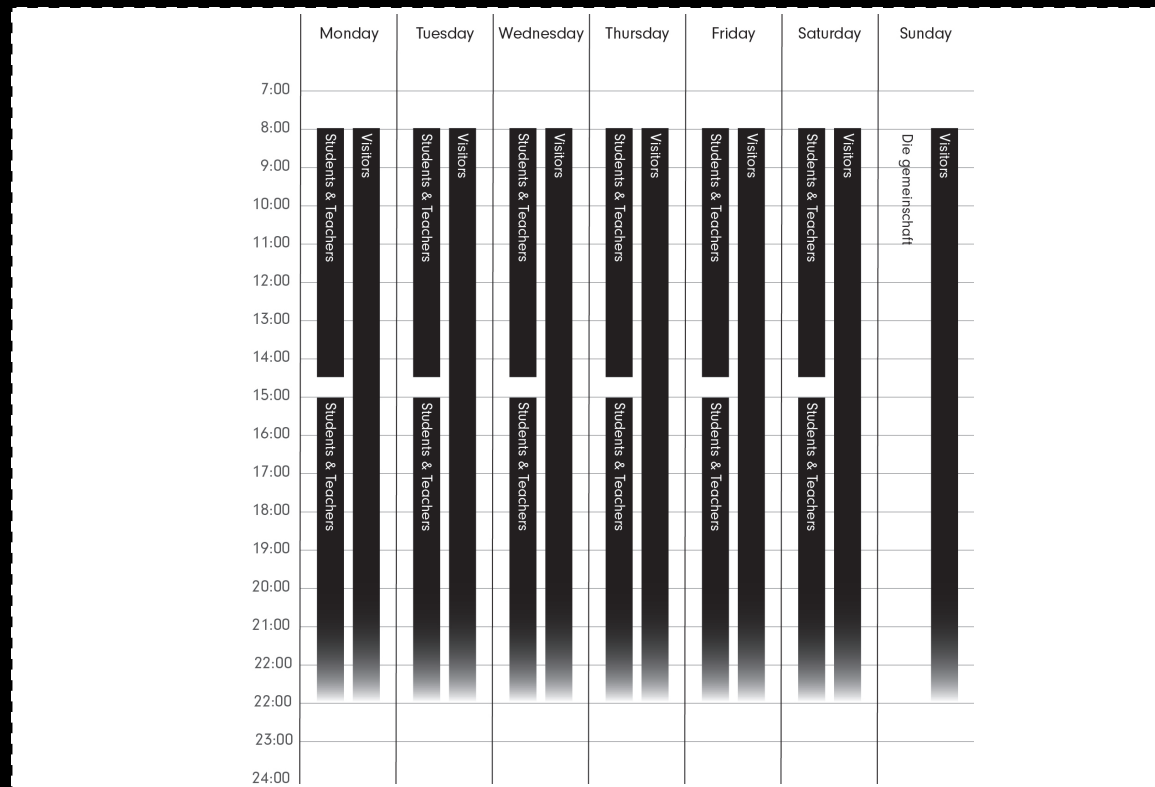 Monday Tuesday Wednesday Thursday Friday Saturday Sunday
7:00
8:00
9:00
10:00
11:00
12:00
13:00
14:00
15:00
16:00
17:00
18:00
19:00
20:00
21:00
22:00
22:00
23:00
24:00
Students & Teachers
Students & Teachers
Visitors
Students & Teachers
Students & Teachers
Visitors
Students & Teachers
Students & Teachers
Visitors
Students & Teachers
Students & Teachers
Visitors
Students & Teachers
Students & Teachers
Visitors
Students & Teachers
Students & Teachers
Visitors
Die gemeinschaft
Visitors